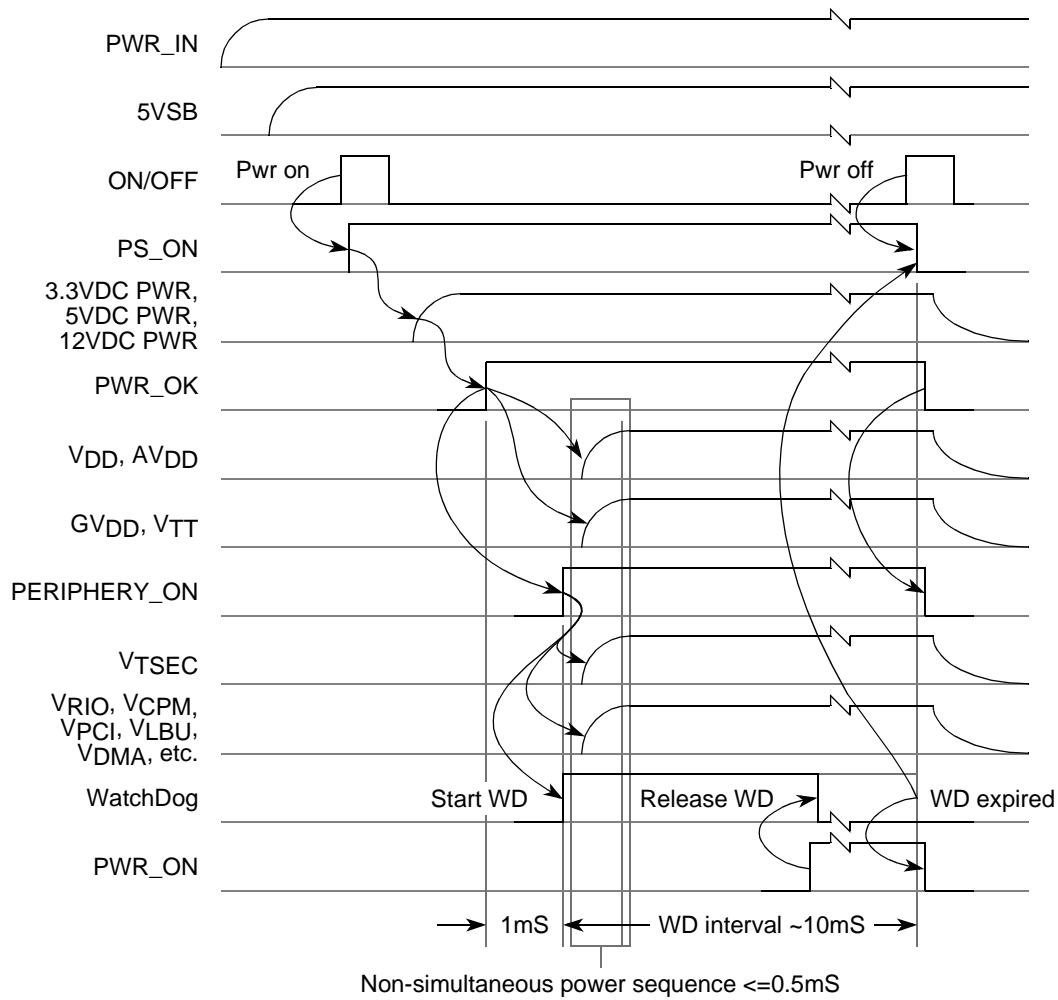 PWR_IN
5VSB
ON/OFF
Pwr on
Pwr off
PS_ON
3.3VDC PWR,
5VDC PWR,
12VDC PWR
PWR_OK
VDD, AVDD
GVDD, VTT
PERIPHERY_ON
VTSEC
VRIO, VCPM,
VPCI, VLBU,
VDMA, etc.
WatchDog
Start WD
Release WD
WD expired
PWR_ON
1mS
WD interval ~10mS
Non-simultaneous power sequence <=0.5mS